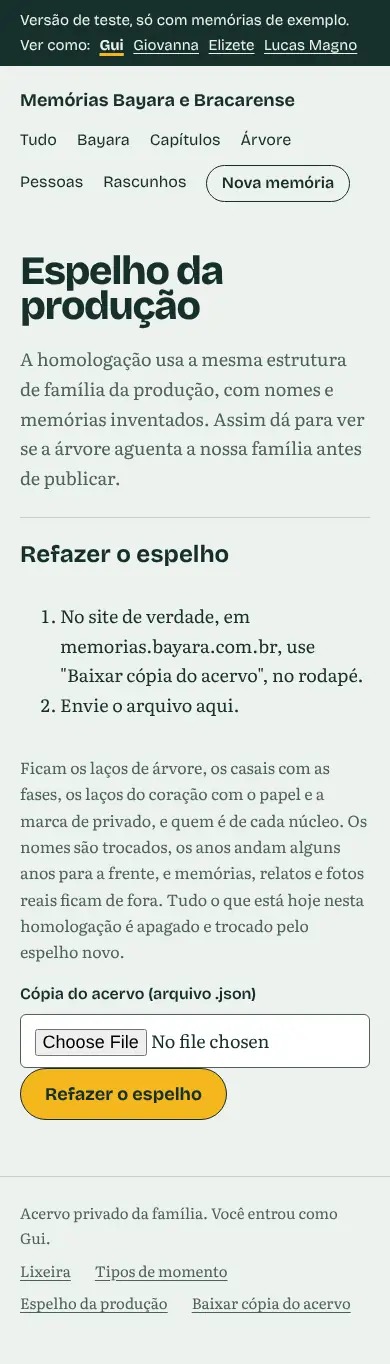 Versão de teste, só com memórias de exemplo.
Ver como: Gui Giovanna Elizete Lucas Magno
Memórias Bayara e Bracarense
Tudo Bayara Capítulos Árvore
Pessoas Rascunhos Nova memória
Espelho da
produção
A homologação usa a mesma estrutura
de família da produção, com nomes e
memórias inventados. Assim dá para ver
se a árvore aguenta a nossa família antes
de publicar.
Refazer o espelho
1. No site de verdade, em
memorias.bayara.com.br, use
"Baixar cópia do acervo", no rodapé.
2. Envie o arquivo aqui.
Ficam os laços de árvore, os casais com as
fases, os laços do coração com o papel e a
marca de privado, e quem é de cada núcleo. Os
nomes são trocados, os anos andam alguns
anos para a frente, e memórias, relatos e fotos
reais ficam de fora. Tudo o que está hoje nesta
homologação é apagado e trocado pelo
espelho novo.
Cópia do acervo (arquivo .json)
Choose File No file chosen
Refazer o espelho
Acervo privado da família. Você entrou como
Gui.
Lixeira Tipos de momento
Espelho da produção Baixar cópia do acervo